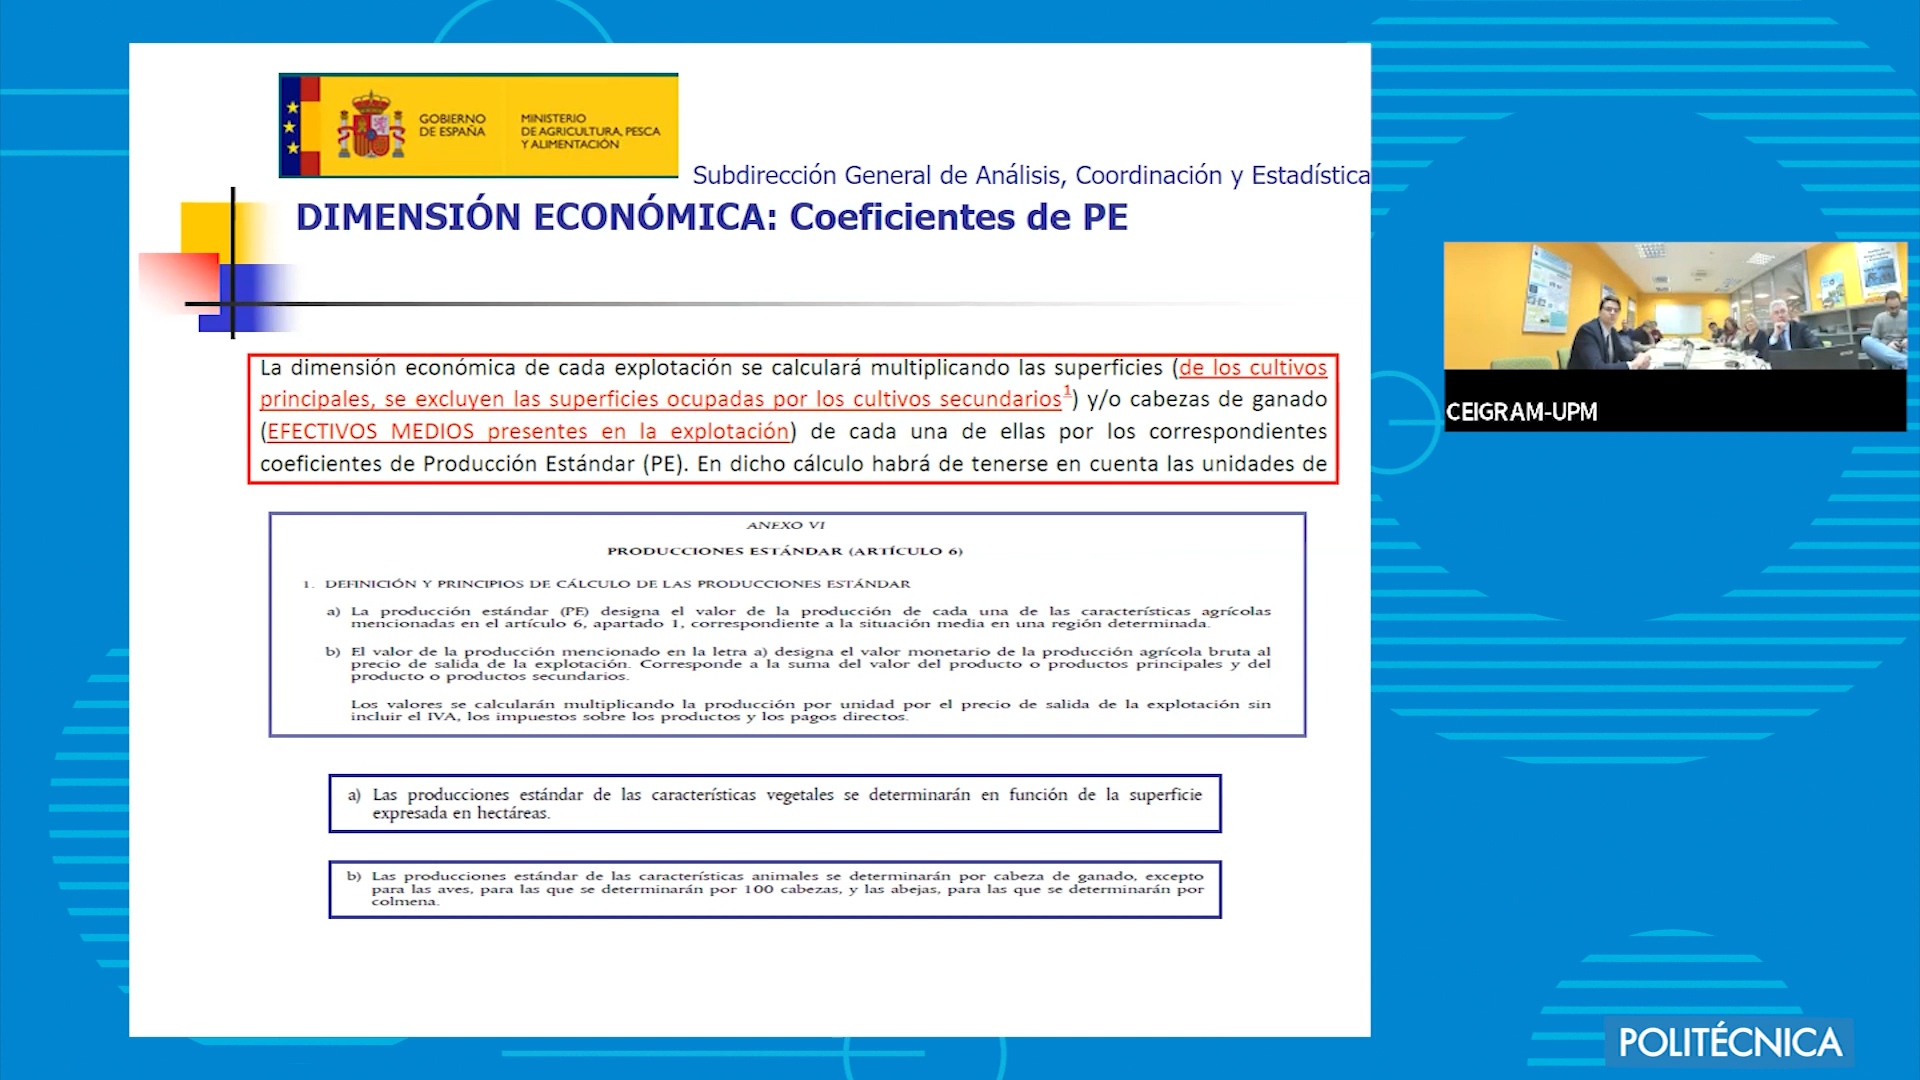 GOBIERNO
DE ESPAÑA
MINISTERIO
DE AGRICULTURA, PESCA
Y ALIMENTACIÓN
Subdirección General de Análisis, Coordinación y Estadística
DIMENSIÓN ECONÓMICA: Coeficientes de PE
La dimensión económica de cada explotación se calculará multiplicando las superficies (de los cultivos
principales, se excluyen las superficies ocupadas por los cultivos secundarios1) y/o cabezas de ganado
(EFECTIVOS MEDIOS presentes en la explotación) de cada una de ellas por los correspondientes
coeficientes de Producción Estándar (PE). En dicho cálculo habrá de tenerse en cuenta las unidades de
ANEXO VI
PRODUCCIONES ESTÁNDAR (ARTÍCULO 6)
1. DEFINICIÓN Y PRINCIPIOS DE CÁLCULO DE LAS PRODUCCIONES ESTÁNDAR
a) La producción estándar (PE) designa el valor de la producción de cada una de las características agrícolas
mencionadas en el artículo 6, apartado 1, correspondiente a la situación media en una región determinada.
b) El valor de la producción mencionado en la letra a) designa el valor monetario de la producción agrícola bruta al
precio de salida de la explotación. Corresponde a la suma del valor del producto o productos principales y del
producto o productos secundarios.
Los valores se calcularán multiplicando la producción por unidad por el precio de salida de la explotación sin
incluir el IVA, los impuestos sobre los productos y los pagos directos.
a) Las producciones estándar de las características vegetales se determinarán en función de la superficie
expresada en hectáreas.
b) Las producciones estándar de las características animales se determinarán por cabeza de ganado, excepto
para las aves, para las que se determinarán por 100 cabezas, y las abejas, para las que se determinarán por
colmena.
CEIGRAM-UPM
POLITÉCNICA